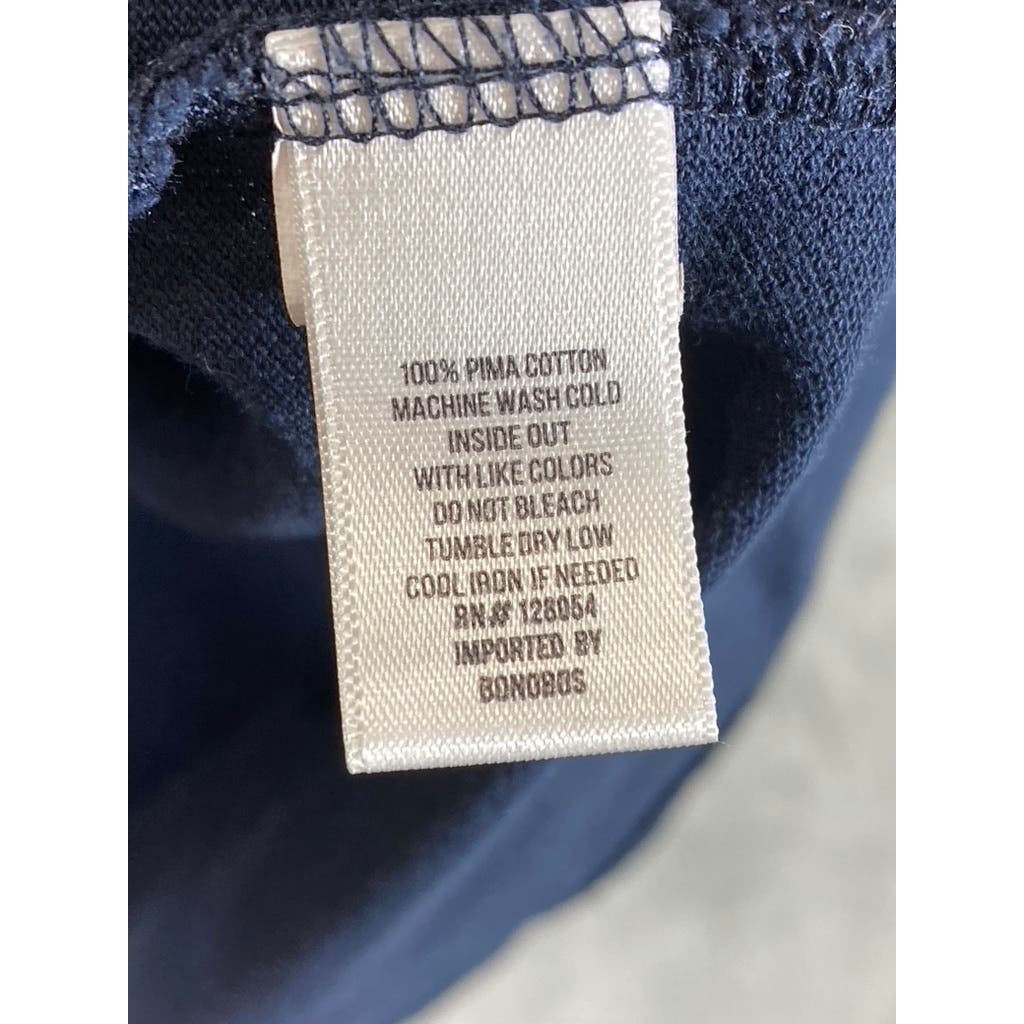 100% PIMA COTTON
MACHINE WASH COLD
INSIDE OUT
WITH LIKE COLORS
DO NOT BLEACH
TUMBLE DRY LOW
COOL IRON IF NEEDED
RN# 128054
IMPORTED BY
BONOBOS